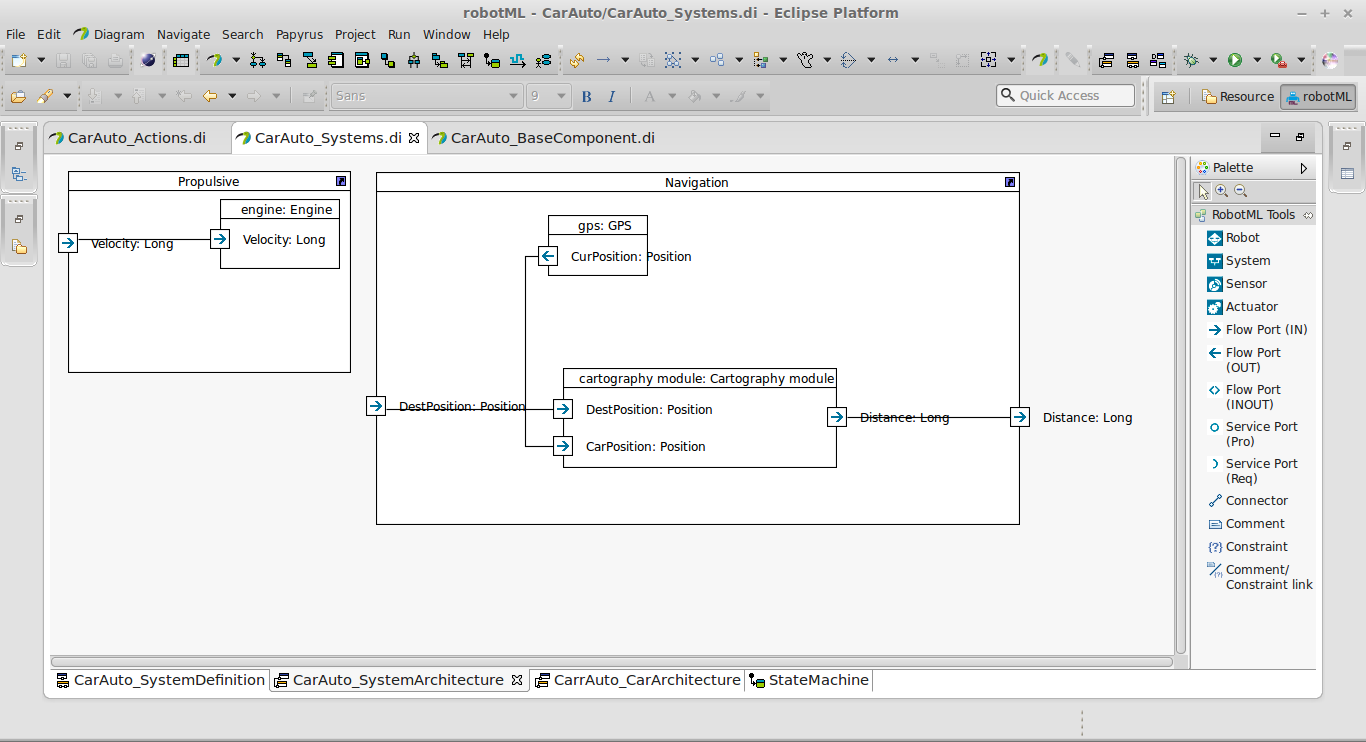 robotML - CarAuto/CarAuto_Systems.di - Eclipse Platform
File Edit Diagram Navigate Search Papyrus Project Run Window Help
Sans 9 B I A Quick Access Resource robotML
CarAuto_Actions.di CarAuto_Systems.di CarAuto_BaseComponent.di
Propulsive
engine: Engine
Velocity: Long
Velocity: Long
Navigation
gps: GPS
CurPosition: Position
cartography module: Cartography module
DestPosition: Position
DestPosition: Position
CarPosition: Position
Distance: Long
Distance: Long
Palette
RobotML Tools
Robot
System
Sensor
Actuator
Flow Port (IN)
Flow Port
(OUT)
Flow Port
(INOUT)
Service Port
(Pro)
Service Port
(Req)
Connector
Comment
Constraint
Comment/
Constraint link
CarAuto_SystemDefinition CarAuto_SystemArchitecture CarrAuto_CarArchitecture StateMachine